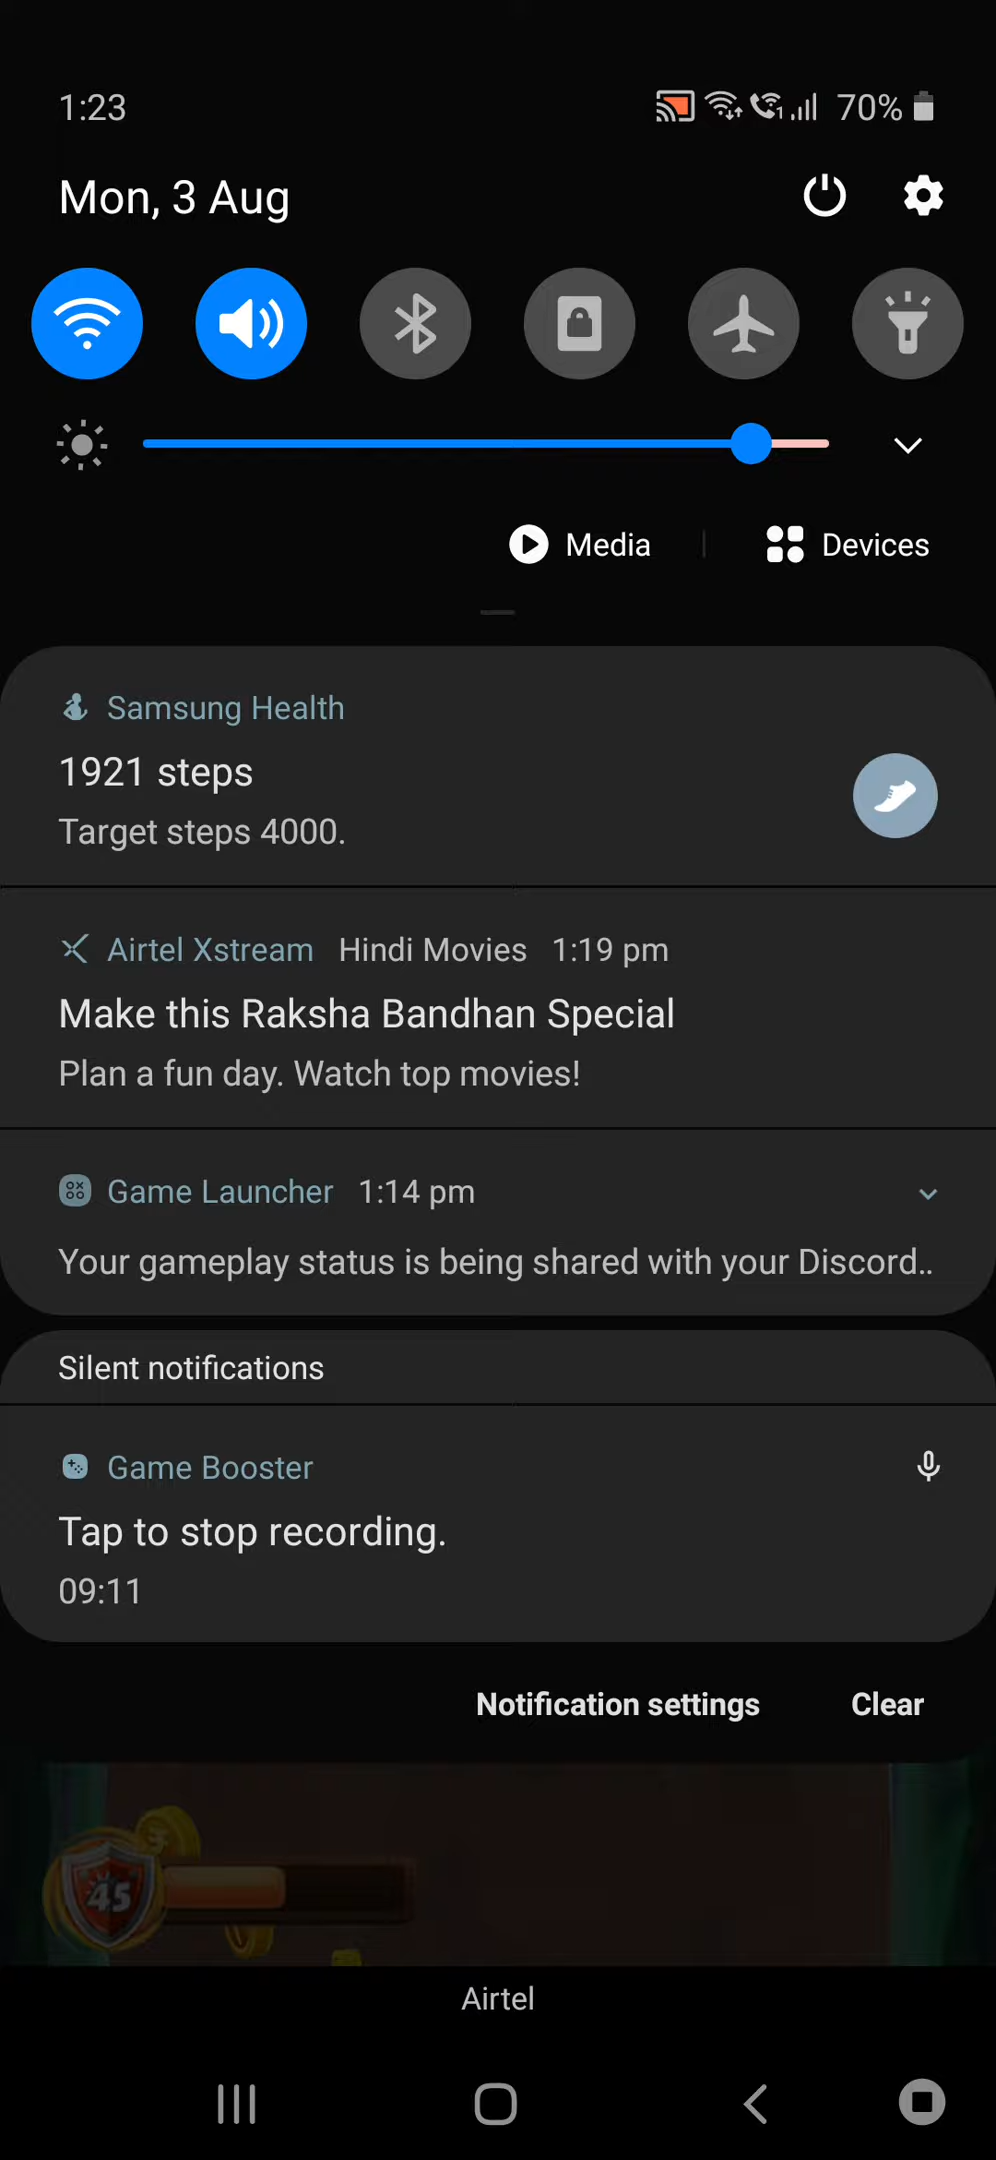 1:23
70%
Mon, 3 Aug
Media
Devices
Samsung Health
1921 steps
Target steps 4000.
Airtel Xstream Hindi Movies 1:19 pm
Make this Raksha Bandhan Special
Plan a fun day. Watch top movies!
Game Launcher 1:14 pm
Your gameplay status is being shared with your Discord..
Silent notifications
Game Booster
Tap to stop recording.
09:11
Notification settings
Clear
45
Airtel